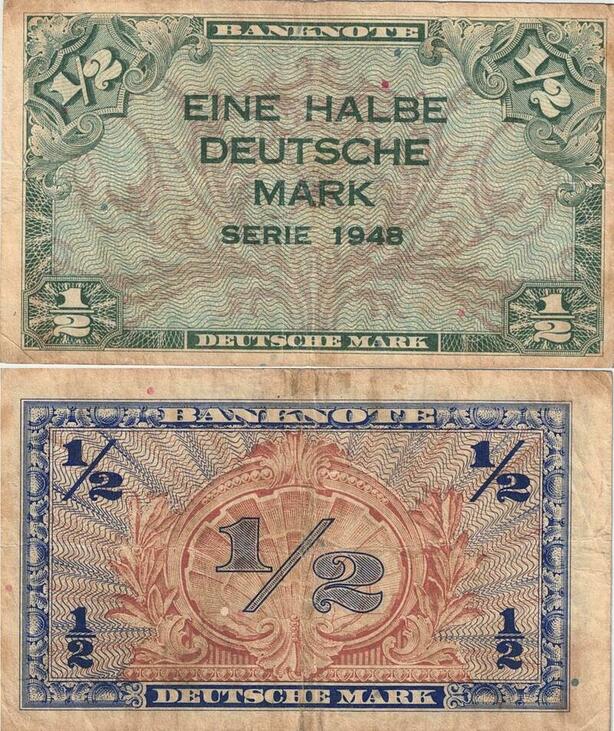 BANKNOTE
1/2 1/2
EINE HALBE
DEUTSCHE
MARK
SERIE 1948
1/2 1/2
DEUTSCHE MARK
BANKNOTE
1/2 1/2
1/2
1/2 1/2
DEUTSCHE MARK